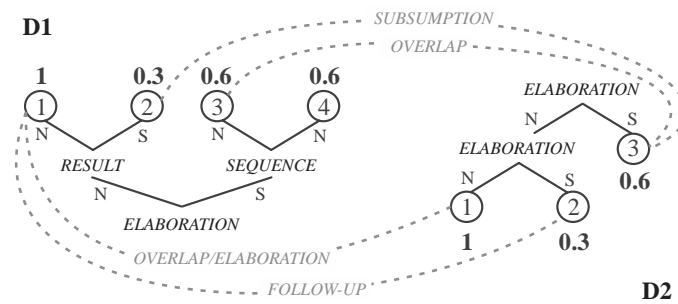 SUBSUMPTION
D1
OVERLAP
1 0.3 0.6 0.6
ELABORATION
1 2 3 4
N S N N
N S
3
RESULT SEQUENCE
ELABORATION
0.6
N S
N S
ELABORATION
1 2
OVERLAP/ELABORATION
1 0.3
FOLLOW-UP
D2